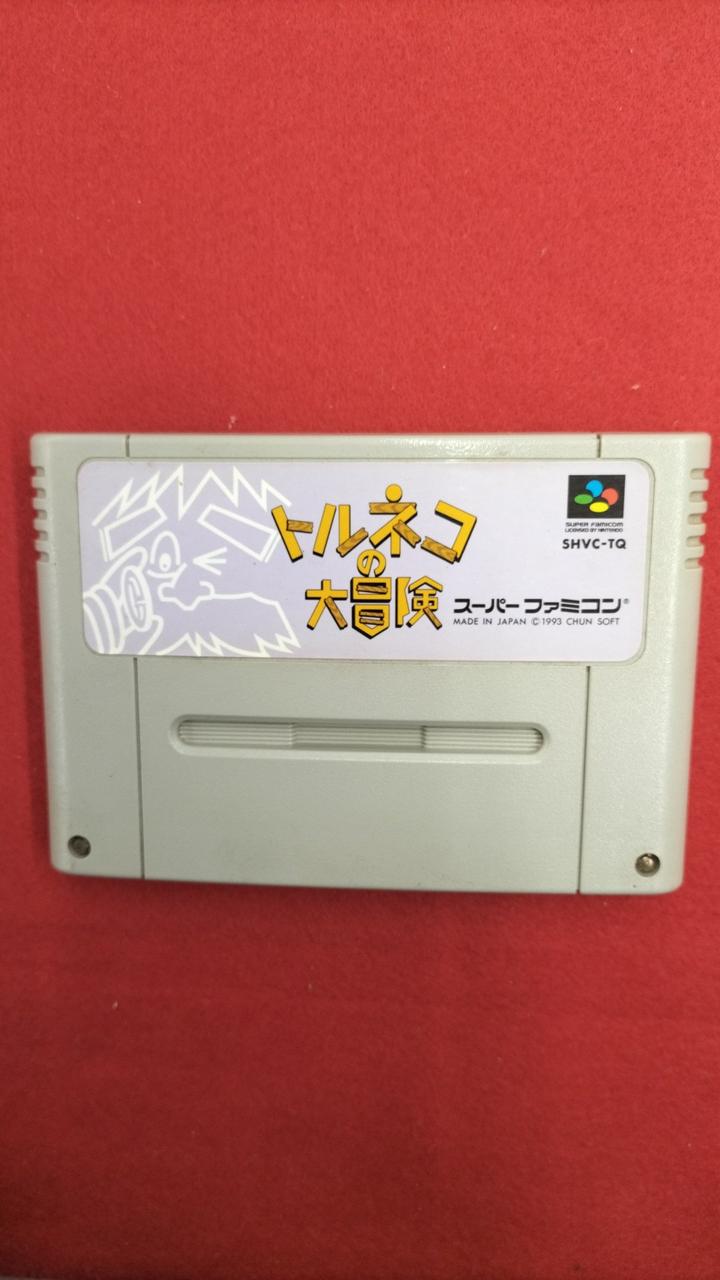 トルネコ
の
大冒険
SUPER FAMICOM
LICENSED BY NINTENDO
SHVC-TQ
スーパーファミコン®
MADE IN JAPAN ©1993 CHUN SOFT